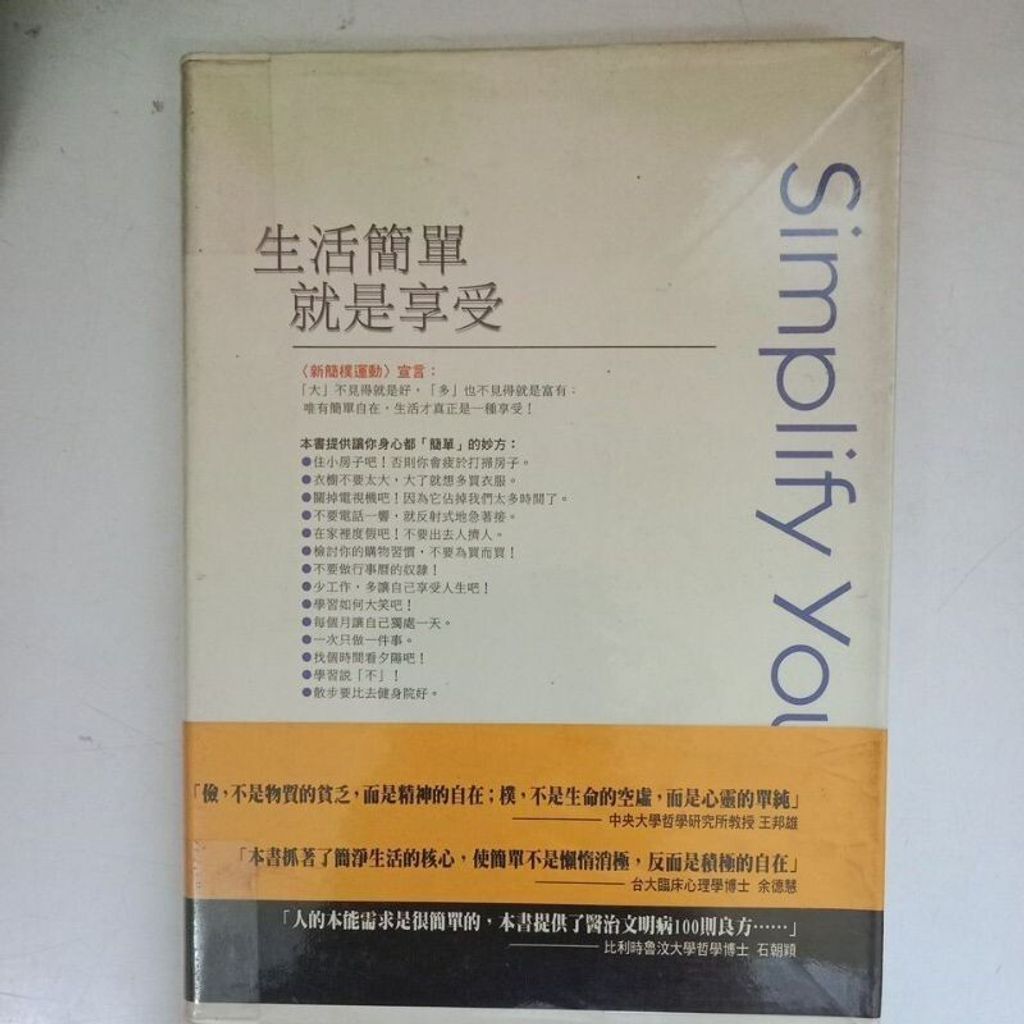 生活簡單
就是享受
〈新簡樸運動〉宣言：
「大」不見得就是好，「多」也不見得就是富有；
唯有簡單自在，生活才真正是一種享受！
本書提供讓你身心都「簡單」的妙方：
●住小房子吧！否則你會疲於打掃房子。
●衣櫥不要太大，大了就想多買衣服。
●關掉電視機吧！因為它佔掉我們太多時間了。
●不要電話一響，就反射式地急著接。
●在家裡度假吧！不要出去人擠人。
●檢討你的購物習慣，不要為買而買！
●不要做行事曆的奴隸！
●少工作，多讓自己享受人生吧！
●學習如何大笑吧！
●每個月讓自己獨處一天。
●一次只做一件事。
●找個時間看夕陽吧！
●學習説「不」！
●散步要比去健身院好。
Simplify You
「儉，不是物質的貧乏，而是精神的自在；樸，不是生命的空虛，而是心靈的單純」
中央大學哲學研究所教授 王邦雄
「本書抓著了簡淨生活的核心，使簡單不是懶惰消極，反而是積極的自在」
台大臨床心理學博士 余德慧
「人的本能需求是很簡單的，本書提供了醫治文明病100則良方……」
比利時魯汶大學哲學博士 石朝穎